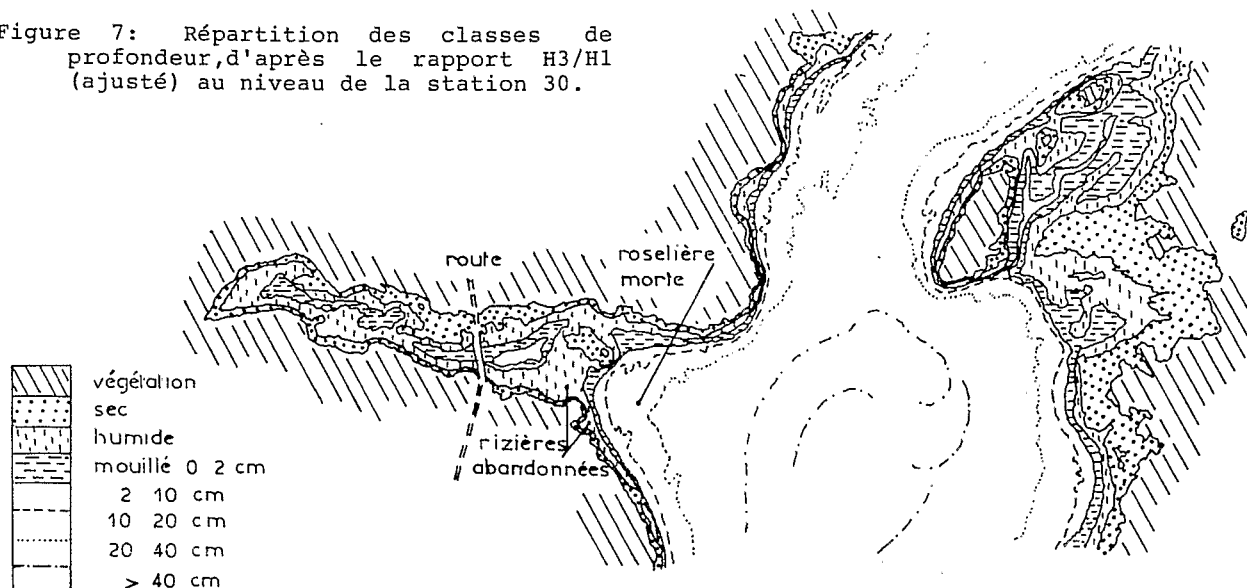 Figure 7: Répartition des classes de
profondeur,d'après le rapport H3/H1
(ajusté) au niveau de la station 30.
route
roselière
morte
rizières
abandonnées
végétation
sec
humide
mouillé 0 2 cm
2 10 cm
10 20 cm
20 40 cm
> 40 cm